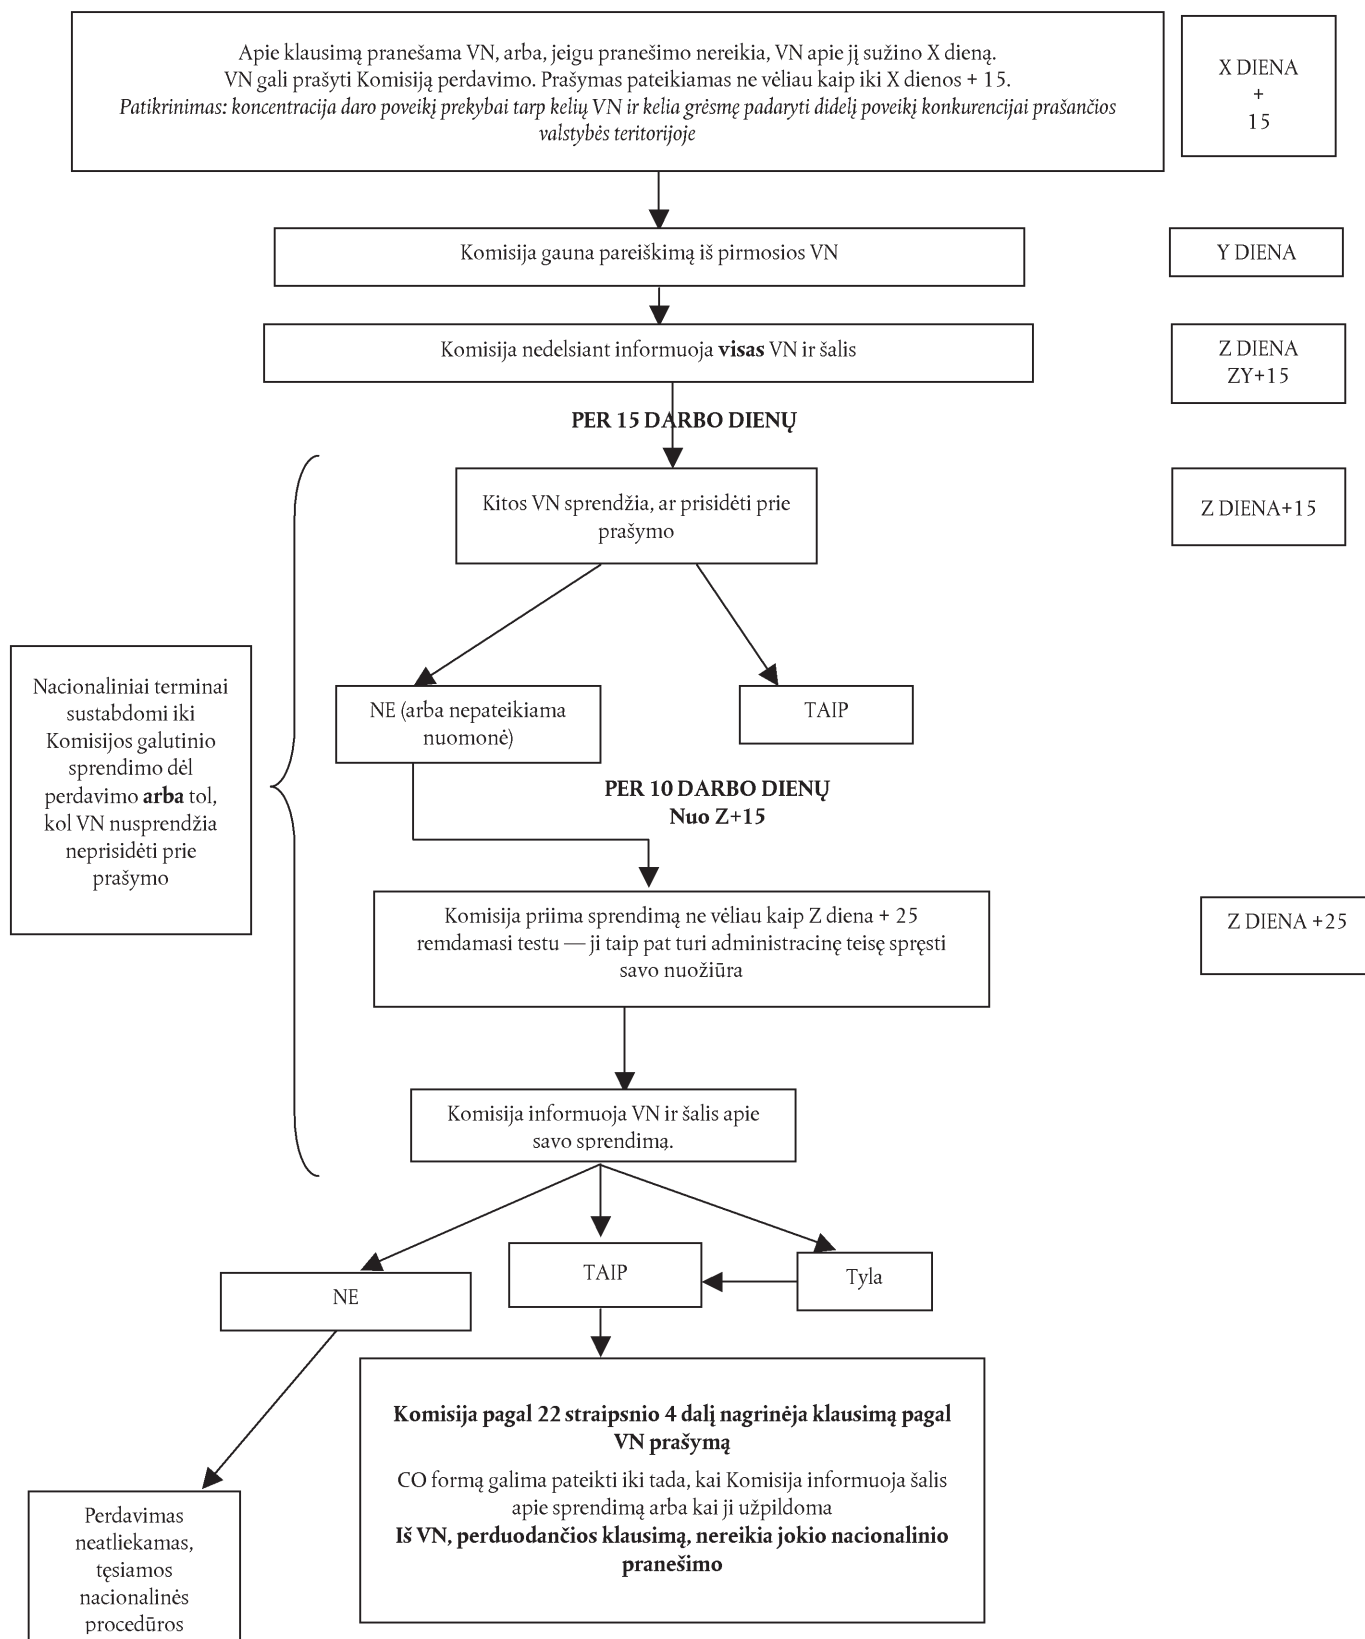 Apie klausimą pranešama VN, arba, jeigu pranešimo nereikia, VN apie jį sužino X dieną.
VN gali prašyti Komisiją perdavimo. Prašymas pateikiamas ne vėliau kaip iki X dienos + 15.
Patikrinimas: koncentracija daro poveikį prekybai tarp kelių VN ir kelia grėsmę padaryti didelį poveikį konkurencijai prašančios
valstybės teritorijoje
X DIENA
+
15
Komisija gauna pareiškimą iš pirmosios VN
Y DIENA
Komisija nedelsiant informuoja visas VN ir šalis
Z DIENA
ZY+15
PER 15 DARBO DIENŲ
Kitos VN sprendžia, ar prisidėti prie
prašymo
Z DIENA+15
Nacionaliniai terminai
sustabdomi iki
Komisijos galutinio
sprendimo dėl
perdavimo arba tol,
kol VN nusprendžia
neprisidėti prie
prašymo
NE (arba nepateikiama
nuomonė)
TAIP
PER 10 DARBO DIENŲ
Nuo Z+15
Komisija priima sprendimą ne vėliau kaip Z diena + 25
remdamasi testu — ji taip pat turi administracinę teisę spręsti
savo nuožiūra
Z DIENA +25
Komisija informuoja VN ir šalis apie
savo sprendimą.
NE
TAIP
Tyla
Komisija pagal 22 straipsnio 4 dalį nagrinėja klausimą pagal
VN prašymą
CO formą galima pateikti iki tada, kai Komisija informuoja šalis
apie sprendimą arba kai ji užpildoma
Iš VN, perduodančios klausimą, nereikia jokio nacionalinio
pranešimo
Perdavimas
neatliekamas,
tęsiamos
nacionalinės
procedūros